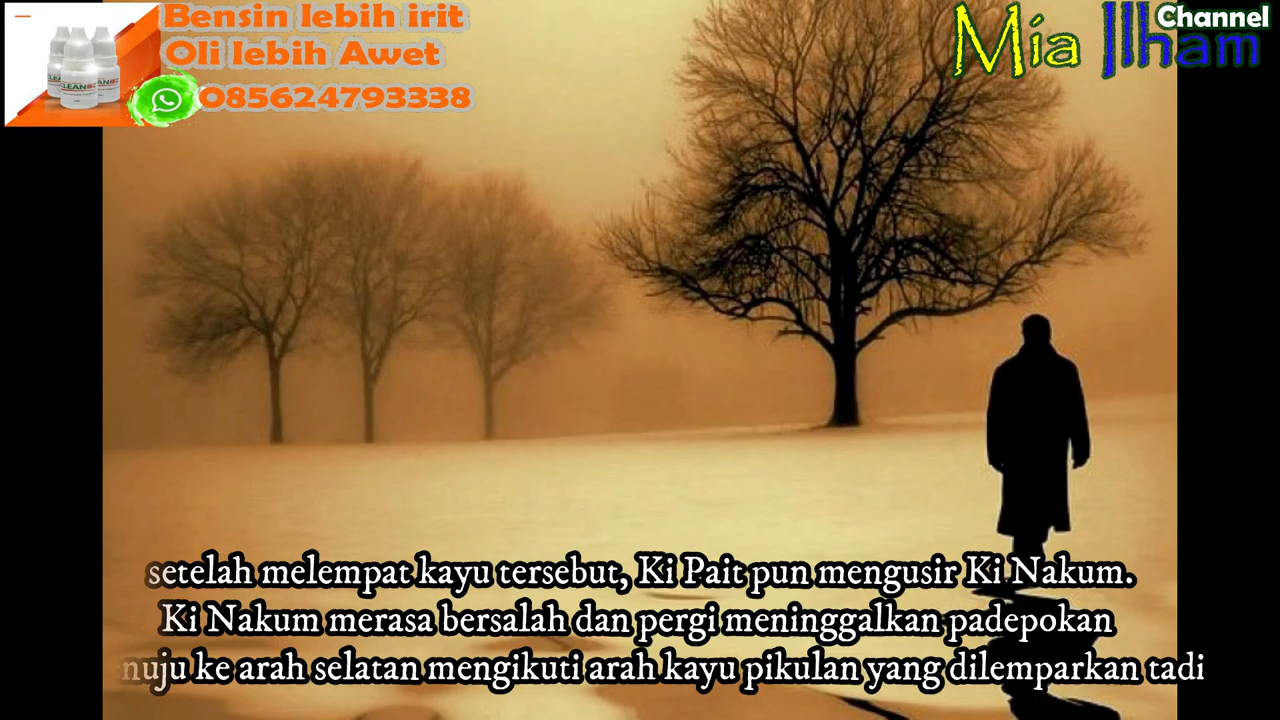 Bensin lebih irit
Oli lebih Awet
085624793338
Mia Ilham
Channel
setelah melempat kayu tersebut, Ki Pait pun mengusir Ki Nakum.
Ki Nakum merasa bersalah dan pergi meninggalkan padepokan
nuju ke arah selatan mengikuti arah kayu pikulan yang dilemparkan tadi